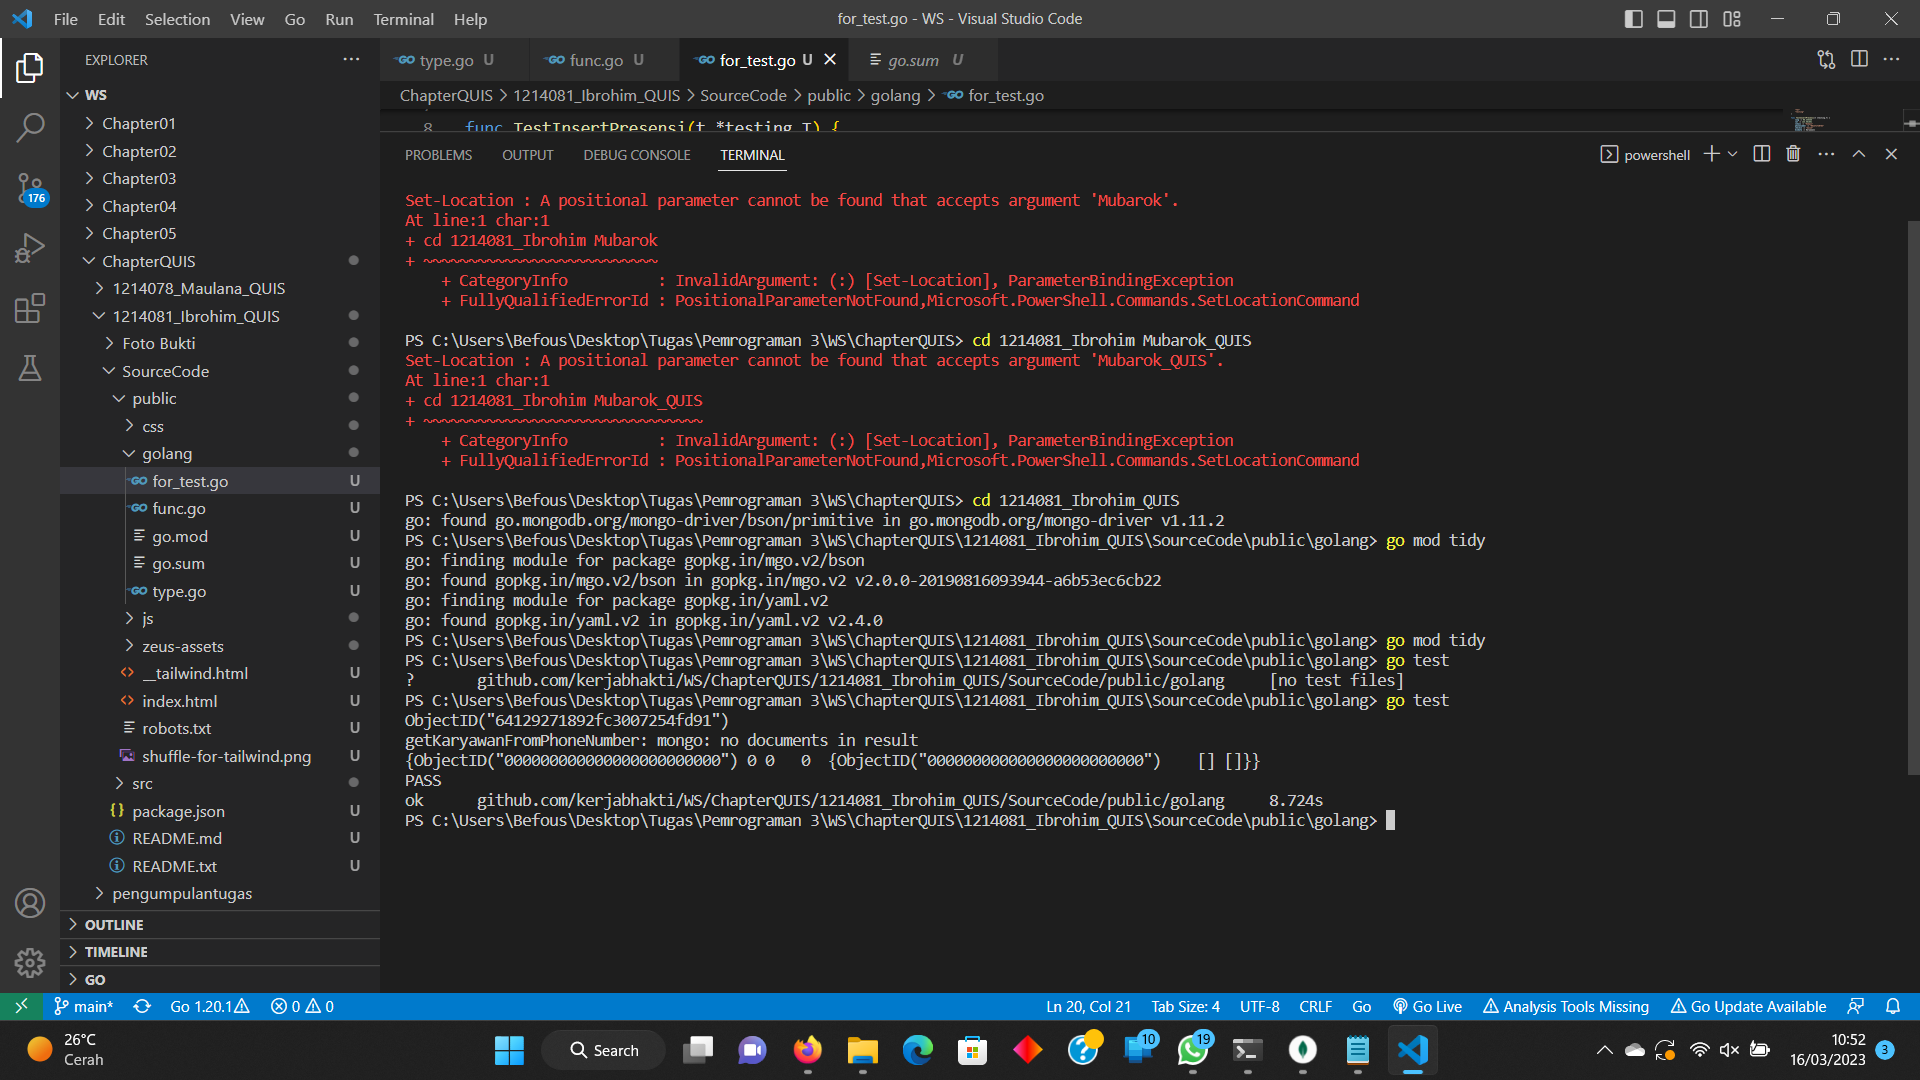 File Edit Selection View Go Run Terminal Help
for_test.go - WS - Visual Studio Code
EXPLORER
type.go U
func.go U
for_test.go U
go.sum U
ChapterQUIS > 1214081_Ibrohim_QUIS > SourceCode > public > golang > for_test.go
8 func TestInsertPresensi(t *testing.T) {
WS
Chapter01
Chapter02
Chapter03
Chapter04
Chapter05
ChapterQUIS
1214078_Maulana_QUIS
1214081_Ibrohim_QUIS
Foto Bukti
SourceCode
public
css
golang
for_test.go U
func.go U
go.mod U
go.sum U
type.go U
js
zeus-assets
__tailwind.html U
index.html U
robots.txt U
shuffle-for-tailwind.png U
src
package.json U
README.md U
README.txt U
pengumpulantugas
OUTLINE
TIMELINE
GO
176
PROBLEMS OUTPUT DEBUG CONSOLE TERMINAL
powershell
Set-Location : A positional parameter cannot be found that accepts argument 'Mubarok'.
At line:1 char:1
+ cd 1214081_Ibrohim Mubarok
+ ~~~~~~~~~~~~~~~~~~~~~~~~~~
+ CategoryInfo : InvalidArgument: (:) [Set-Location], ParameterBindingException
+ FullyQualifiedErrorId : PositionalParameterNotFound,Microsoft.PowerShell.Commands.SetLocationCommand
PS C:\Users\Befous\Desktop\Tugas\Pemrograman 3\WS\ChapterQUIS> cd 1214081_Ibrohim Mubarok_QUIS
Set-Location : A positional parameter cannot be found that accepts argument 'Mubarok_QUIS'.
At line:1 char:1
+ cd 1214081_Ibrohim Mubarok_QUIS
+ ~~~~~~~~~~~~~~~~~~~~~~~~~~~~~~~
+ CategoryInfo : InvalidArgument: (:) [Set-Location], ParameterBindingException
+ FullyQualifiedErrorId : PositionalParameterNotFound,Microsoft.PowerShell.Commands.SetLocationCommand
PS C:\Users\Befous\Desktop\Tugas\Pemrograman 3\WS\ChapterQUIS> cd 1214081_Ibrohim_QUIS
go: found go.mongodb.org/mongo-driver/bson/primitive in go.mongodb.org/mongo-driver v1.11.2
PS C:\Users\Befous\Desktop\Tugas\Pemrograman 3\WS\ChapterQUIS\1214081_Ibrohim_QUIS\SourceCode\public\golang> go mod tidy
go: finding module for package gopkg.in/mgo.v2/bson
go: found gopkg.in/mgo.v2/bson in gopkg.in/mgo.v2 v2.0.0-20190816093944-a6b53ec6cb22
go: finding module for package gopkg.in/yaml.v2
go: found gopkg.in/yaml.v2 in gopkg.in/yaml.v2 v2.4.0
PS C:\Users\Befous\Desktop\Tugas\Pemrograman 3\WS\ChapterQUIS\1214081_Ibrohim_QUIS\SourceCode\public\golang> go mod tidy
PS C:\Users\Befous\Desktop\Tugas\Pemrograman 3\WS\ChapterQUIS\1214081_Ibrohim_QUIS\SourceCode\public\golang> go test
? github.com/kerjabhakti/WS/ChapterQUIS/1214081_Ibrohim_QUIS/SourceCode/public/golang [no test files]
PS C:\Users\Befous\Desktop\Tugas\Pemrograman 3\WS\ChapterQUIS\1214081_Ibrohim_QUIS\SourceCode\public\golang> go test
ObjectID("64129271892fc3007254fd91")
getKaryawanFromPhoneNumber: mongo: no documents in result
{ObjectID("000000000000000000000000") 0 0 0 {ObjectID("000000000000000000000000") [] []}}
PASS
ok github.com/kerjabhakti/WS/ChapterQUIS/1214081_Ibrohim_QUIS/SourceCode/public/golang 8.724s
PS C:\Users\Befous\Desktop\Tugas\Pemrograman 3\WS\ChapterQUIS\1214081_Ibrohim_QUIS\SourceCode\public\golang>
main* Go 1.20.1 0 0
Ln 20, Col 21 Tab Size: 4 UTF-8 CRLF Go Go Live Analysis Tools Missing Go Update Available
26°C
Cerah
Search
10
19
10:52
16/03/2023
3